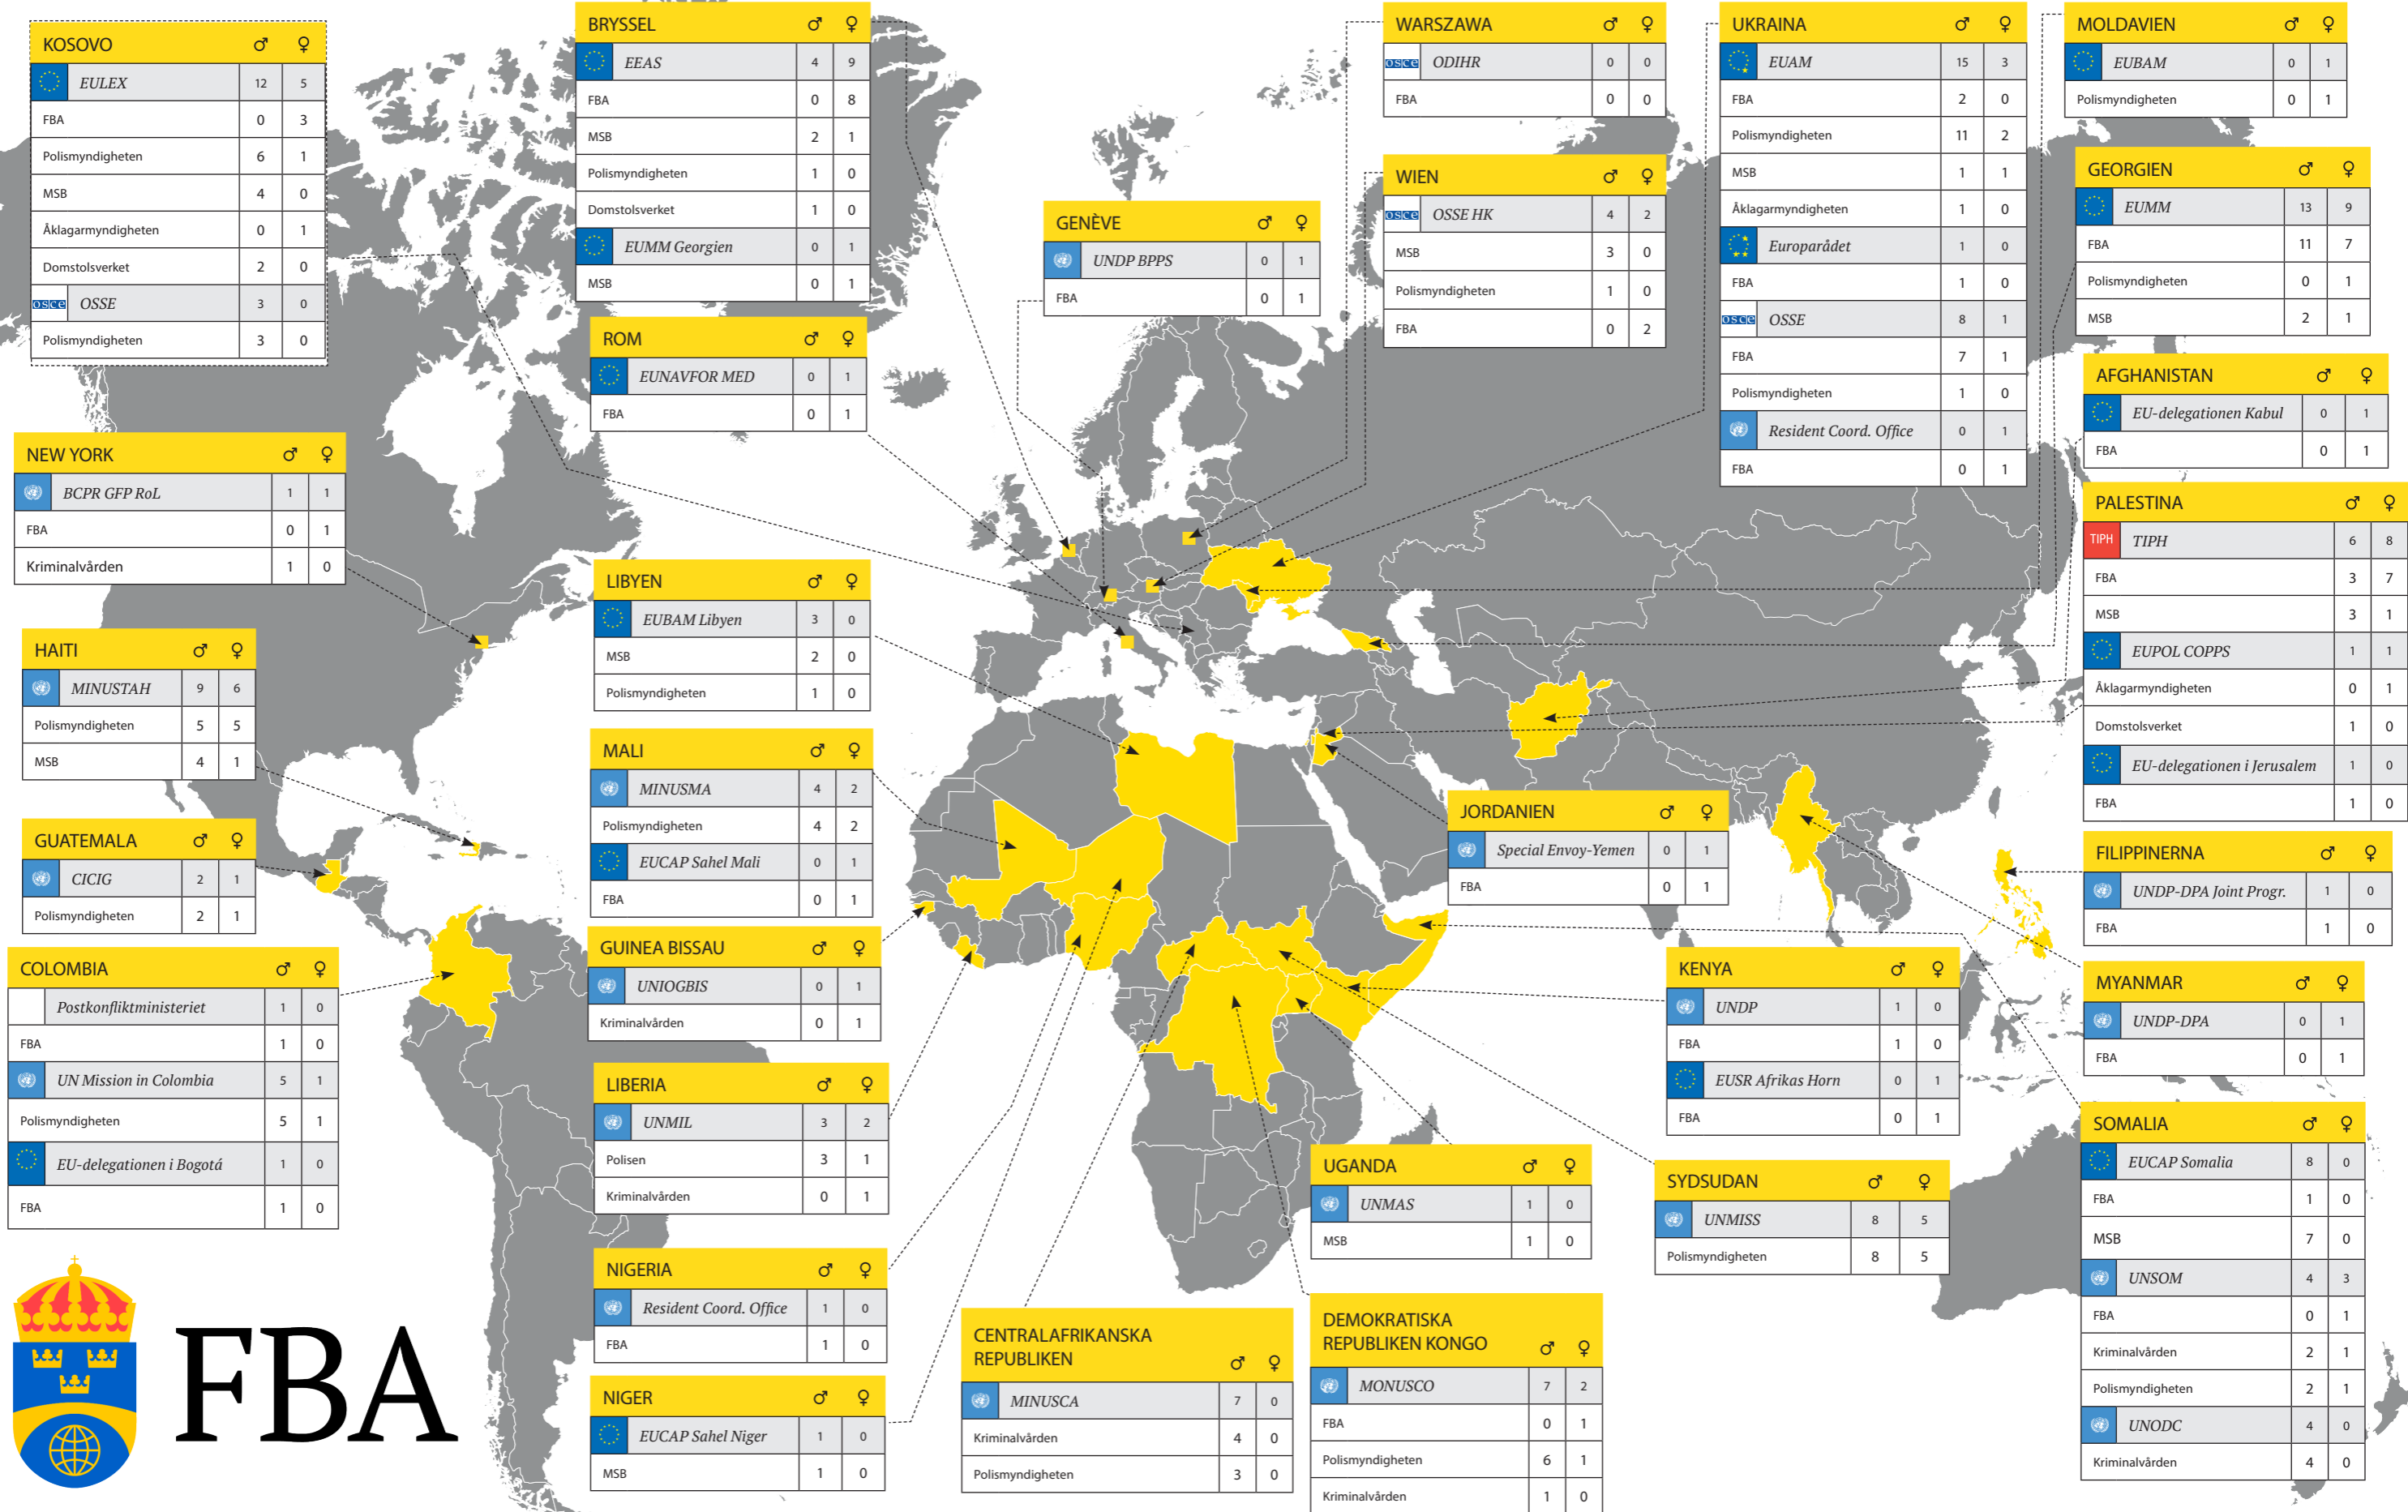 KOSOVO ♂ ♀
EULEX 12 5
FBA 0 3
Polismyndigheten 6 1
MSB 4 0
Åklagarmyndigheten 0 1
Domstolsverket 2 0
osce OSSE 3 0
Polismyndigheten 3 0
BRYSSEL ♂ ♀
EEAS 4 9
FBA 0 8
MSB 2 1
Polismyndigheten 1 0
Domstolsverket 1 0
EUMM Georgien 0 1
MSB 0 1
ROM ♂ ♀
EUNAVFOR MED 0 1
FBA 0 1
GENÈVE ♂ ♀
UNDP BPPS 0 1
FBA 0 1
WARSZAWA ♂ ♀
osce ODIHR 0 0
FBA 0 0
WIEN ♂ ♀
osce OSSE HK 4 2
MSB 3 0
Polismyndigheten 1 0
FBA 0 2
UKRAINA ♂ ♀
EUAM 15 3
FBA 2 0
Polismyndigheten 11 2
MSB 1 1
Åklagarmyndigheten 1 0
Europarådet 1 0
FBA 1 0
osce OSSE 8 1
FBA 7 1
Polismyndigheten 1 0
Resident Coord. Office 0 1
FBA 0 1
MOLDAVIEN ♂ ♀
EUBAM 0 1
Polismyndigheten 0 1
GEORGIEN ♂ ♀
EUMM 13 9
FBA 11 7
Polismyndigheten 0 1
MSB 2 1
AFGHANISTAN ♂ ♀
EU-delegationen Kabul 0 1
FBA 0 1
PALESTINA ♂ ♀
TIPH TIPH 6 8
FBA 3 7
MSB 3 1
EUPOL COPPS 1 1
Åklagarmyndigheten 0 1
Domstolsverket 1 0
EU-delegationen i Jerusalem 1 0
FBA 1 0
NEW YORK ♂ ♀
BCPR GFP RoL 1 1
FBA 0 1
Kriminalvården 1 0
HAITI ♂ ♀
MINUSTAH 9 6
Polismyndigheten 5 5
MSB 4 1
GUATEMALA ♂ ♀
CICIG 2 1
Polismyndigheten 2 1
COLOMBIA ♂ ♀
Postkonfliktministeriet 1 0
FBA 1 0
UN Mission in Colombia 5 1
Polismyndigheten 5 1
EU-delegationen i Bogotá 1 0
FBA 1 0
LIBYEN ♂ ♀
EUBAM Libyen 3 0
MSB 2 0
Polismyndigheten 1 0
MALI ♂ ♀
MINUSMA 4 2
Polismyndigheten 4 2
EUCAP Sahel Mali 0 1
FBA 0 1
GUINEA BISSAU ♂ ♀
UNIOGBIS 0 1
Kriminalvården 0 1
LIBERIA ♂ ♀
UNMIL 3 2
Polisen 3 1
Kriminalvården 0 1
NIGERIA ♂ ♀
Resident Coord. Office 1 0
FBA 1 0
NIGER ♂ ♀
EUCAP Sahel Niger 1 0
MSB 1 0
CENTRALAFRIKANSKA
REPUBLIKEN ♂ ♀
MINUSCA 7 0
Kriminalvården 4 0
Polismyndigheten 3 0
DEMOKRATISKA
REPUBLIKEN KONGO ♂ ♀
MONUSCO 7 2
FBA 0 1
Polismyndigheten 6 1
Kriminalvården 1 0
UGANDA ♂ ♀
UNMAS 1 0
MSB 1 0
SYDSUDAN ♂ ♀
UNMISS 8 5
Polismyndigheten 8 5
JORDANIEN ♂ ♀
Special Envoy-Yemen 0 1
FBA 0 1
KENYA ♂ ♀
UNDP 1 0
FBA 1 0
EUSR Afrikas Horn 0 1
FBA 0 1
FILIPPINERNA ♂ ♀
UNDP-DPA Joint Progr. 1 0
FBA 1 0
MYANMAR ♂ ♀
UNDP-DPA 0 1
FBA 0 1
SOMALIA ♂ ♀
EUCAP Somalia 8 0
FBA 1 0
MSB 7 0
UNSOM 4 3
FBA 0 1
Kriminalvården 2 1
Polismyndigheten 2 1
UNODC 4 0
Kriminalvården 4 0
FBA